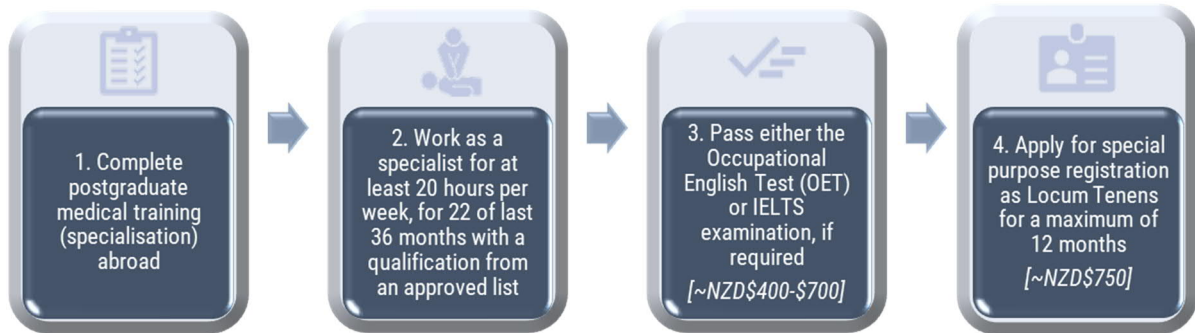 1. Complete
postgraduate
medical training
(specialisation)
abroad
2. Work as a
specialist for at
least 20 hours per
week, for 22 of last
36 months with a
qualification from
an approved list
3. Pass either the
Occupational
English Test (OET)
or IELTS
examination, if
required
[~NZD$400-$700]
4. Apply for special
purpose registration
as Locum Tenens
for a maximum of
12 months
[~NZD$750]